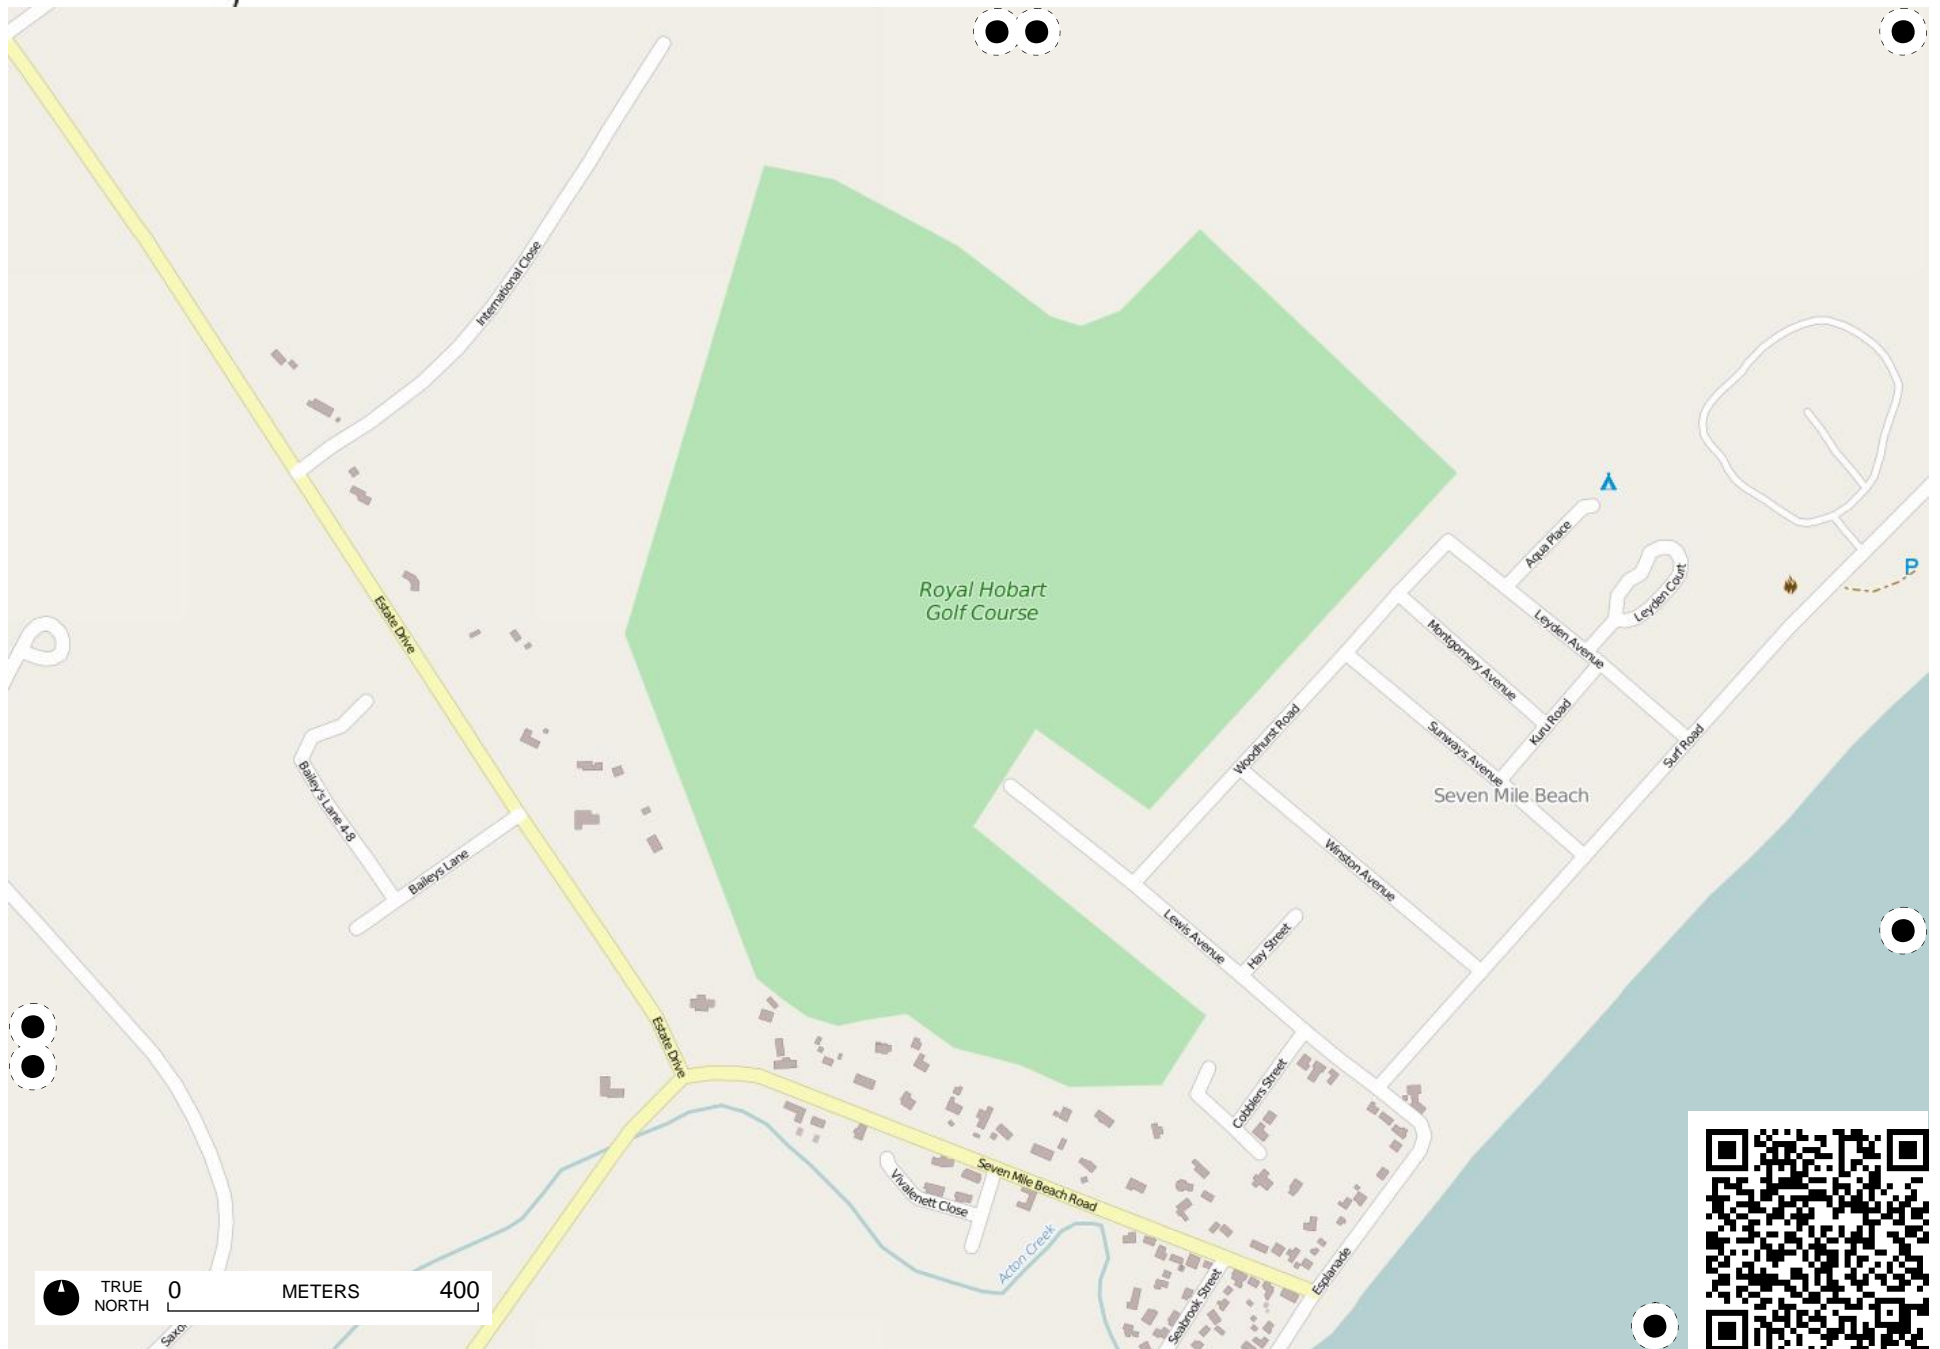 International Close
Estate Drive
Royal Hobart
Golf Course
Aqua Place
P
Leyden Court
Leyden Avenue
Montgomery Avenue
Kuru Road
Sunways Avenue
Woodhurst Road
Surf Road
Seven Mile Beach
Bailey's Lane 4-8
Baileys Lane
Winston Avenue
Lewis Avenue
Hay Street
Estate Drive
Cobblers Street
Seven Mile Beach Road
Vivalenett Close
Acton Creek
Esplanade
Seabrook Street
TRUE
NORTH
0 METERS 400